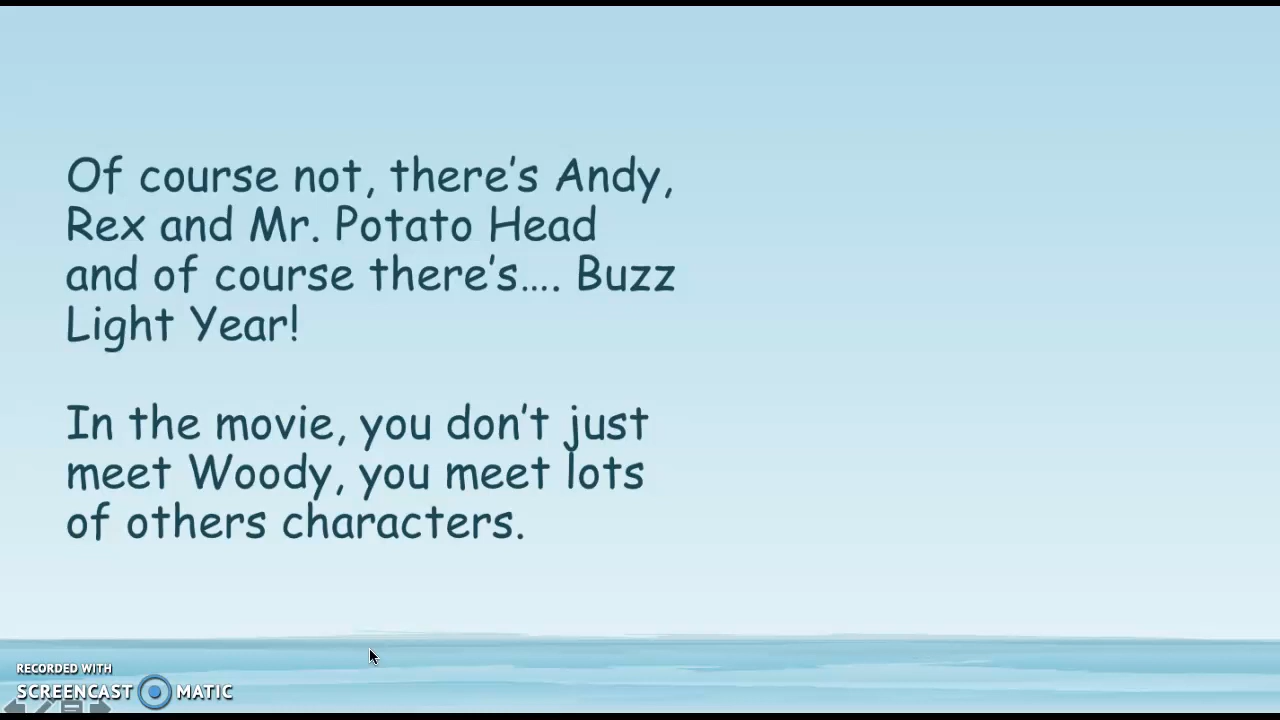 Of course not, there's Andy,
Rex and Mr. Potato Head
and of course there's.... Buzz
Light Year!
In the movie, you don't just
meet Woody, you meet lots
of others characters.
RECORDED WITH
SCREENCAST MATIC